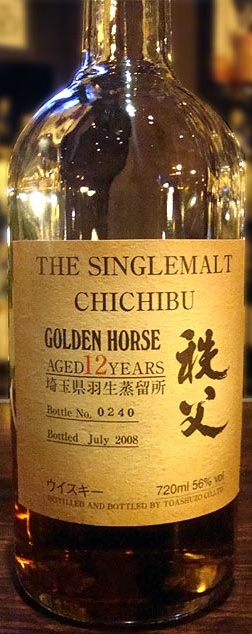 THE SINGLEMALT
CHICHIBU
GOLDEN HORSE
AGED 12 YEARS
埼玉県羽生蒸留所
秩父
Bottle No. 0240
Bottled July 2008
ウイスキー
720ml 56% vol
DISTILLED AND BOTTLED BY TOASHUZO CO.,LTD